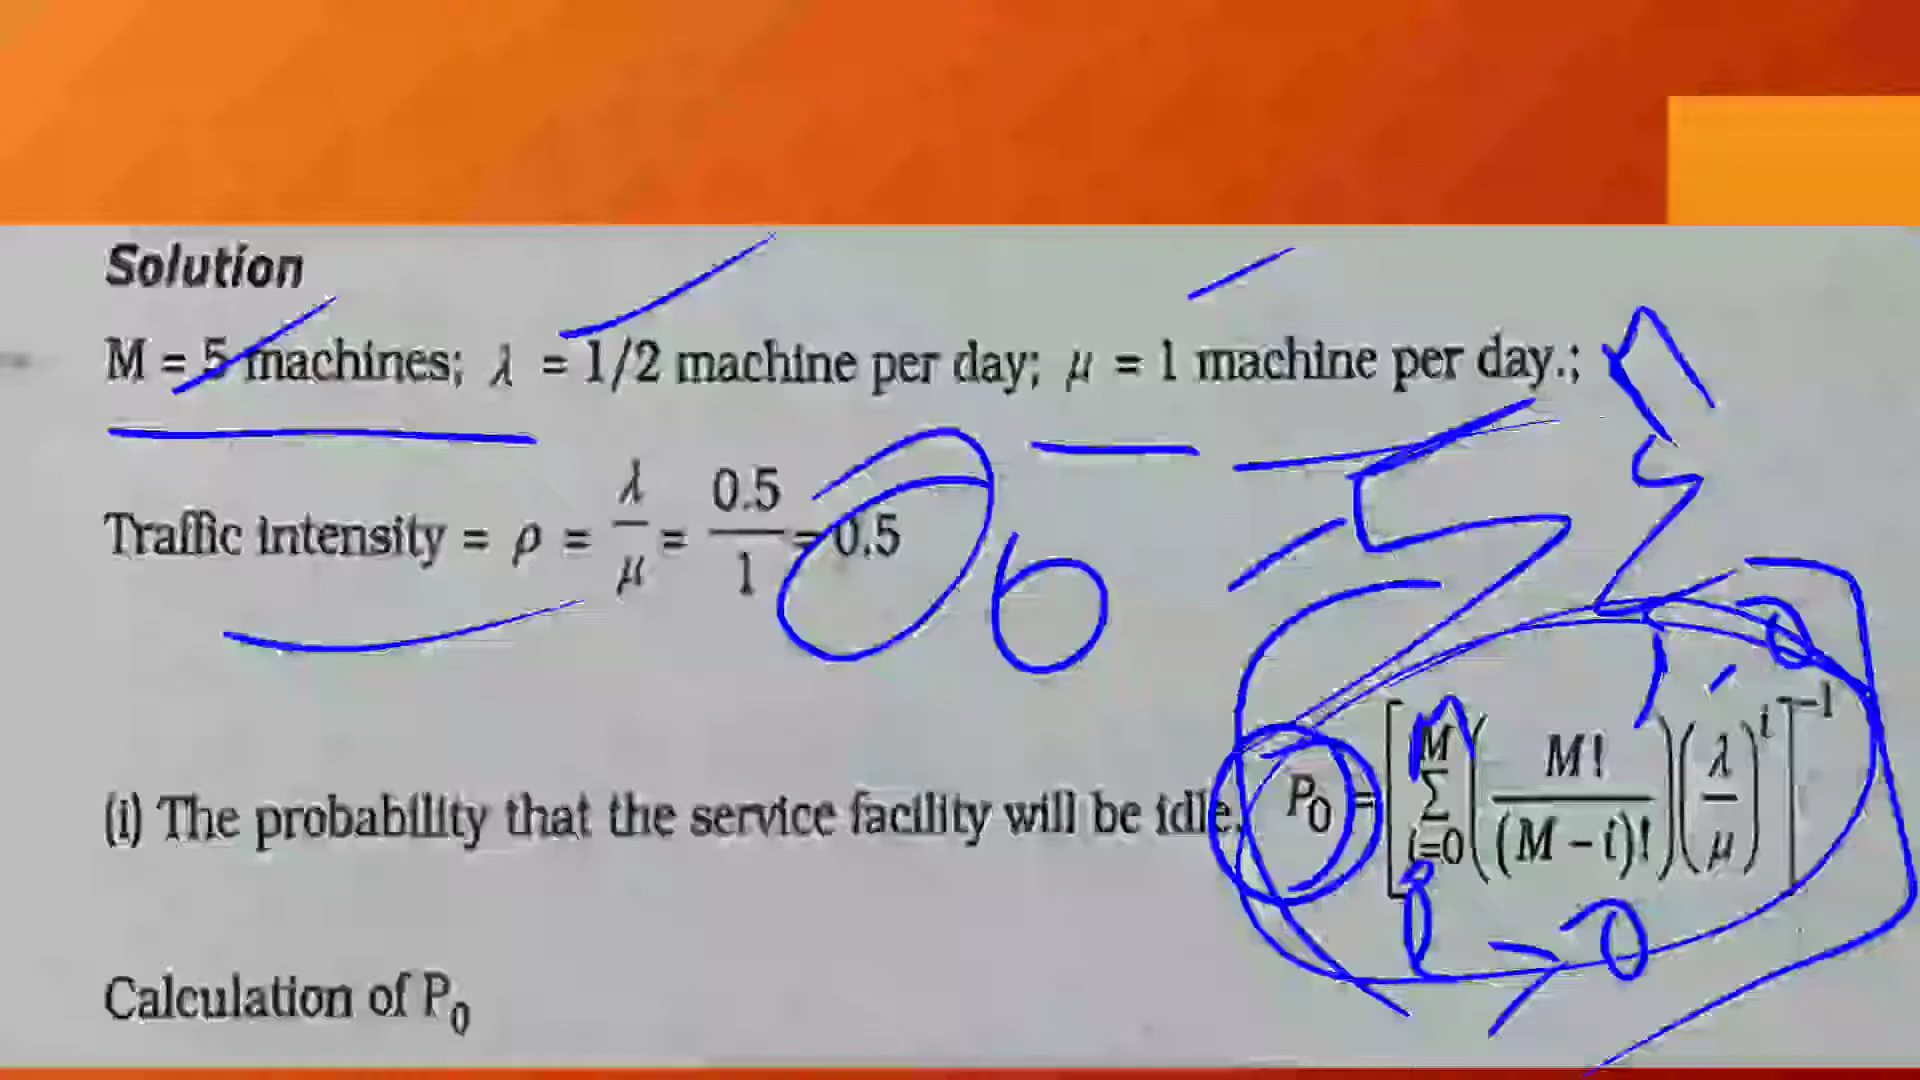 Solution
M = 5 machines; λ = 1/2 machine per day; μ = 1 machine per day.;
Traffic intensity = ρ = λ/μ = 0.5/1 = 0.5
(i) The probability that the service facility will be idle. P₀ = [ Σ_{i=0}^{M} ( M! / (M – i)! ) ( λ/μ )^i ]^{–1}
Calculation of P₀